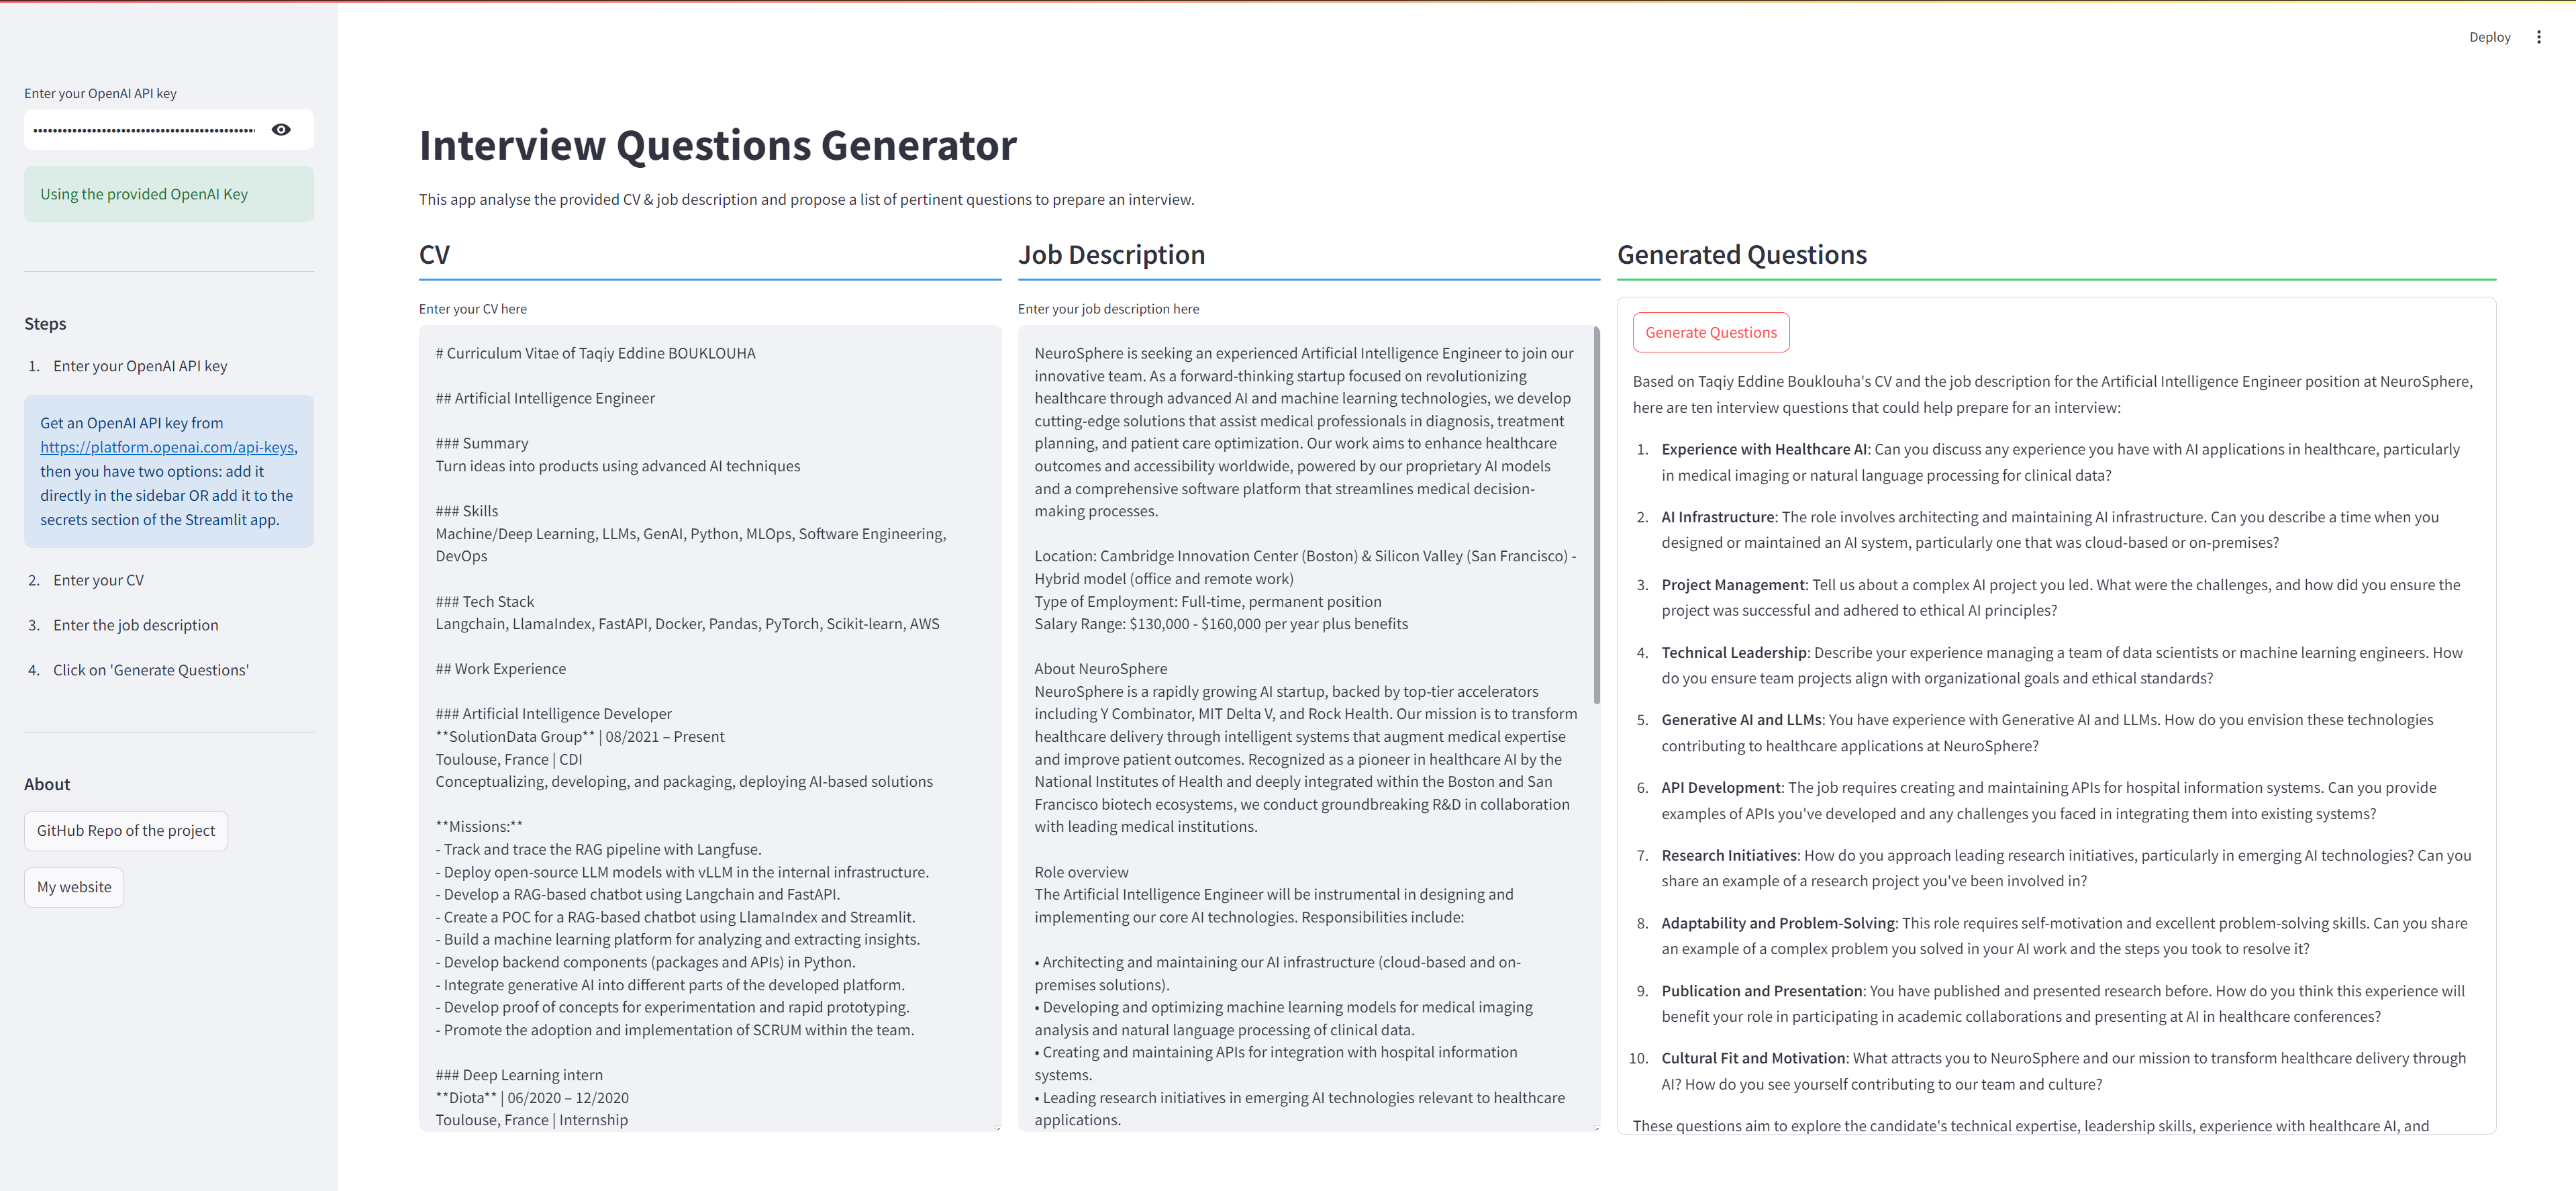 Deploy
Enter your OpenAI API key
••••••••••••••••••••••••••••••••••••••••••••••
Using the provided OpenAI Key
Steps
1. Enter your OpenAI API key
Get an OpenAI API key from
https://platform.openai.com/api-keys,
then you have two options: add it
directly in the sidebar OR add it to the
secrets section of the Streamlit app.
2. Enter your CV
3. Enter the job description
4. Click on 'Generate Questions'
About
GitHub Repo of the project
My website
Interview Questions Generator
This app analyse the provided CV & job description and propose a list of pertinent questions to prepare an interview.
CV
Enter your CV here
# Curriculum Vitae of Taqiy Eddine BOUKLOUHA
## Artificial Intelligence Engineer
### Summary
Turn ideas into products using advanced AI techniques
### Skills
Machine/Deep Learning, LLMs, GenAI, Python, MLOps, Software Engineering,
DevOps
### Tech Stack
Langchain, LlamaIndex, FastAPI, Docker, Pandas, PyTorch, Scikit-learn, AWS
## Work Experience
### Artificial Intelligence Developer
**SolutionData Group** | 08/2021 – Present
Toulouse, France | CDI
Conceptualizing, developing, and packaging, deploying AI-based solutions
**Missions:**
- Track and trace the RAG pipeline with Langfuse.
- Deploy open-source LLM models with vLLM in the internal infrastructure.
- Develop a RAG-based chatbot using Langchain and FastAPI.
- Create a POC for a RAG-based chatbot using LlamaIndex and Streamlit.
- Build a machine learning platform for analyzing and extracting insights.
- Develop backend components (packages and APIs) in Python.
- Integrate generative AI into different parts of the developed platform.
- Develop proof of concepts for experimentation and rapid prototyping.
- Promote the adoption and implementation of SCRUM within the team.
### Deep Learning intern
**Diota** | 06/2020 – 12/2020
Toulouse, France | Internship
Job Description
Enter your job description here
NeuroSphere is seeking an experienced Artificial Intelligence Engineer to join our
innovative team. As a forward-thinking startup focused on revolutionizing
healthcare through advanced AI and machine learning technologies, we develop
cutting-edge solutions that assist medical professionals in diagnosis, treatment
planning, and patient care optimization. Our work aims to enhance healthcare
outcomes and accessibility worldwide, powered by our proprietary AI models
and a comprehensive software platform that streamlines medical decision-
making processes.
Location: Cambridge Innovation Center (Boston) & Silicon Valley (San Francisco) -
Hybrid model (office and remote work)
Type of Employment: Full-time, permanent position
Salary Range: $130,000 - $160,000 per year plus benefits
About NeuroSphere
NeuroSphere is a rapidly growing AI startup, backed by top-tier accelerators
including Y Combinator, MIT Delta V, and Rock Health. Our mission is to transform
healthcare delivery through intelligent systems that augment medical expertise
and improve patient outcomes. Recognized as a pioneer in healthcare AI by the
National Institutes of Health and deeply integrated within the Boston and San
Francisco biotech ecosystems, we conduct groundbreaking R&D in collaboration
with leading medical institutions.
Role overview
The Artificial Intelligence Engineer will be instrumental in designing and
implementing our core AI technologies. Responsibilities include:
• Architecting and maintaining our AI infrastructure (cloud-based and on-
premises solutions).
• Developing and optimizing machine learning models for medical imaging
analysis and natural language processing of clinical data.
• Creating and maintaining APIs for integration with hospital information
systems.
• Leading research initiatives in emerging AI technologies relevant to healthcare
applications.
Generated Questions
Generate Questions
Based on Taqiy Eddine Bouklouha's CV and the job description for the Artificial Intelligence Engineer position at NeuroSphere,
here are ten interview questions that could help prepare for an interview:
1. Experience with Healthcare AI: Can you discuss any experience you have with AI applications in healthcare, particularly
in medical imaging or natural language processing for clinical data?
2. AI Infrastructure: The role involves architecting and maintaining AI infrastructure. Can you describe a time when you
designed or maintained an AI system, particularly one that was cloud-based or on-premises?
3. Project Management: Tell us about a complex AI project you led. What were the challenges, and how did you ensure the
project was successful and adhered to ethical AI principles?
4. Technical Leadership: Describe your experience managing a team of data scientists or machine learning engineers. How
do you ensure team projects align with organizational goals and ethical standards?
5. Generative AI and LLMs: You have experience with Generative AI and LLMs. How do you envision these technologies
contributing to healthcare applications at NeuroSphere?
6. API Development: The job requires creating and maintaining APIs for hospital information systems. Can you provide
examples of APIs you've developed and any challenges you faced in integrating them into existing systems?
7. Research Initiatives: How do you approach leading research initiatives, particularly in emerging AI technologies? Can you
share an example of a research project you've been involved in?
8. Adaptability and Problem-Solving: This role requires self-motivation and excellent problem-solving skills. Can you share
an example of a complex problem you solved in your AI work and the steps you took to resolve it?
9. Publication and Presentation: You have published and presented research before. How do you think this experience will
benefit your role in participating in academic collaborations and presenting at AI in healthcare conferences?
10. Cultural Fit and Motivation: What attracts you to NeuroSphere and our mission to transform healthcare delivery through
AI? How do you see yourself contributing to our team and culture?
These questions aim to explore the candidate's technical expertise, leadership skills, experience with healthcare AI, and